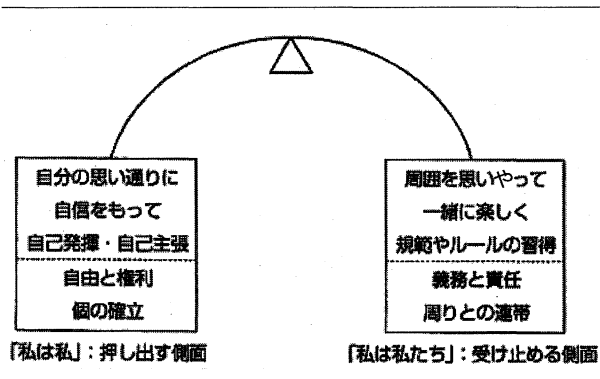 自分の思い通りに
自信をもって
自己発揮・自己主張
自由と権利
個の確立
「私は私」:押し出す側面
周囲を思いやって
一緒に楽しく
規範やルールの習得
義務と責任
周りとの連帯
「私は私たち」:受け止める側面